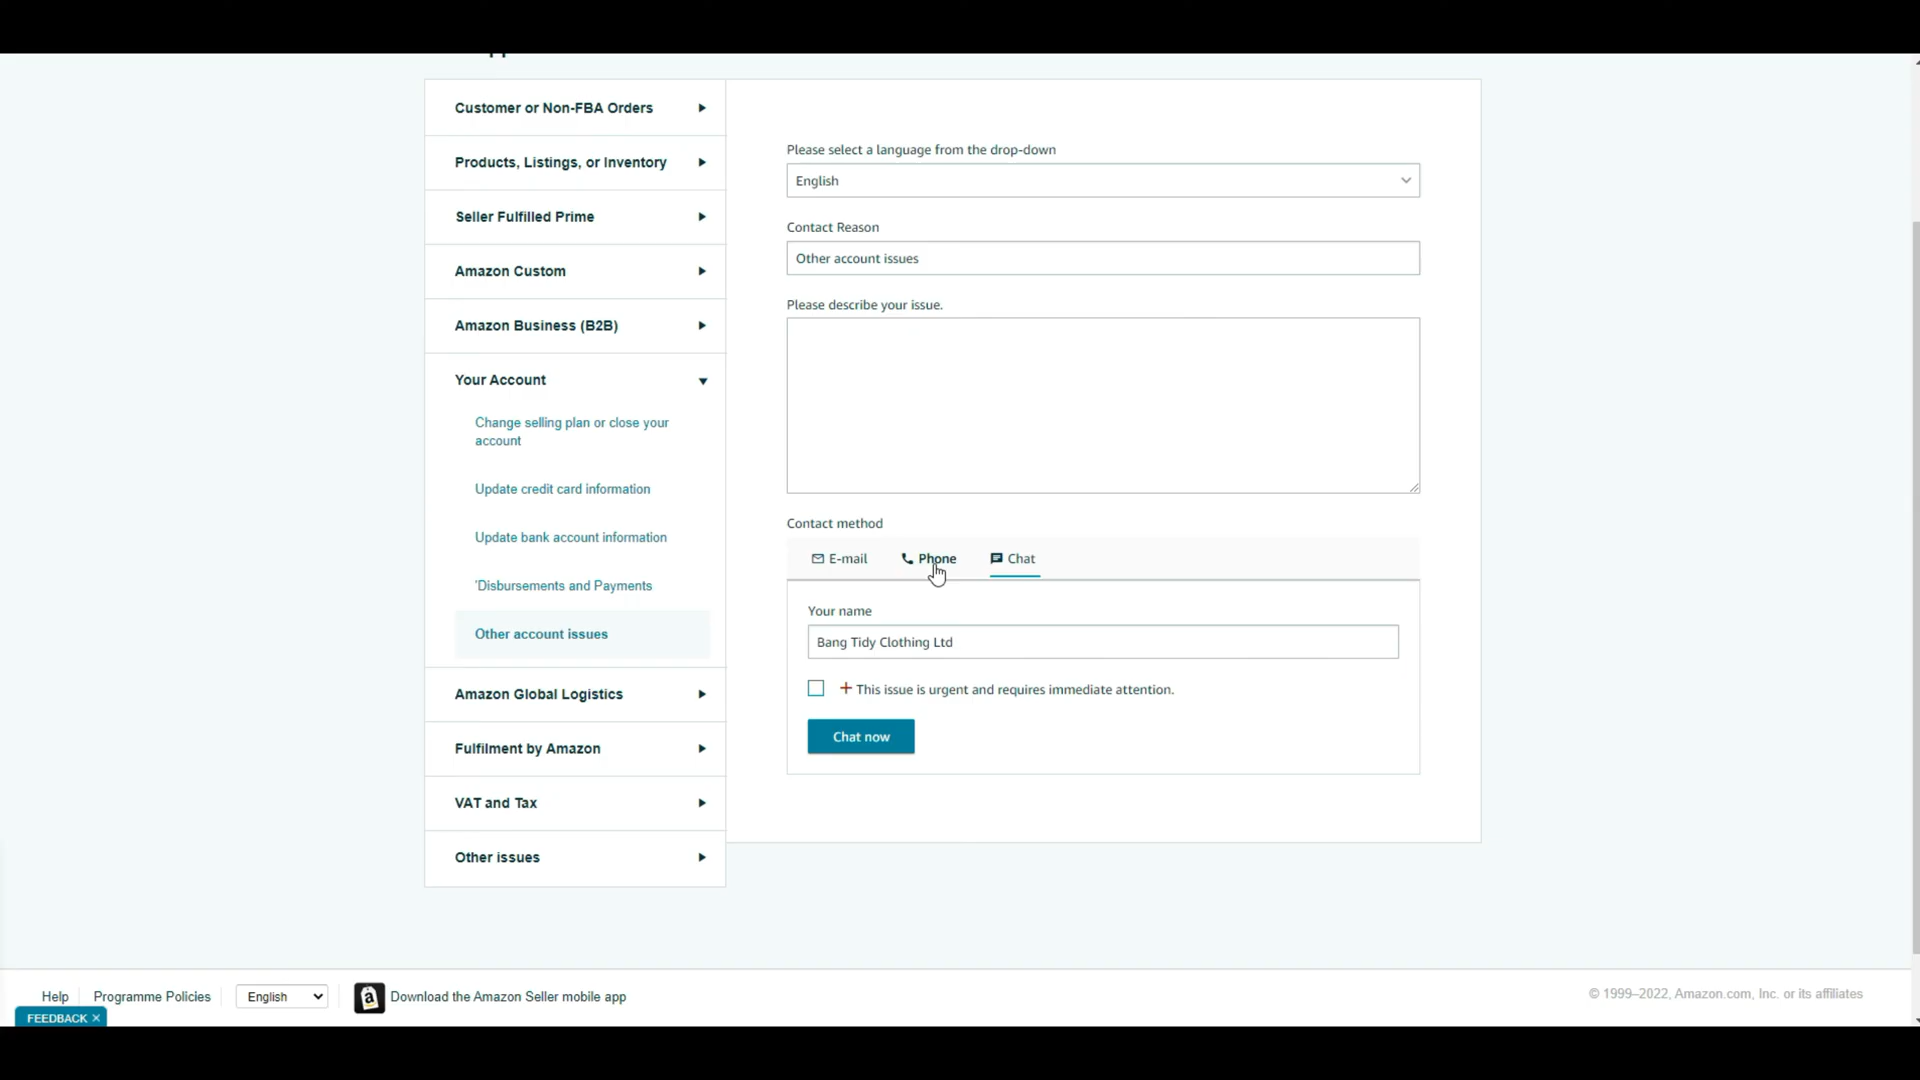 Customer or Non-FBA Orders
Products, Listings, or Inventory
Seller Fulfilled Prime
Amazon Custom
Amazon Business (B2B)
Your Account
Change selling plan or close your
account
Update credit card information
Update bank account information
'Disbursements and Payments
Other account issues
Amazon Global Logistics
Fulfilment by Amazon
VAT and Tax
Other issues
Please select a language from the drop-down
English
Contact Reason
Other account issues
Please describe your issue.
Contact method
E-mail Phone Chat
Your name
Bang Tidy Clothing Ltd
+ This issue is urgent and requires immediate attention.
Chat now
Help Programme Policies English Download the Amazon Seller mobile app
© 1999–2022, Amazon.com, Inc. or its affiliates
FEEDBACK ×